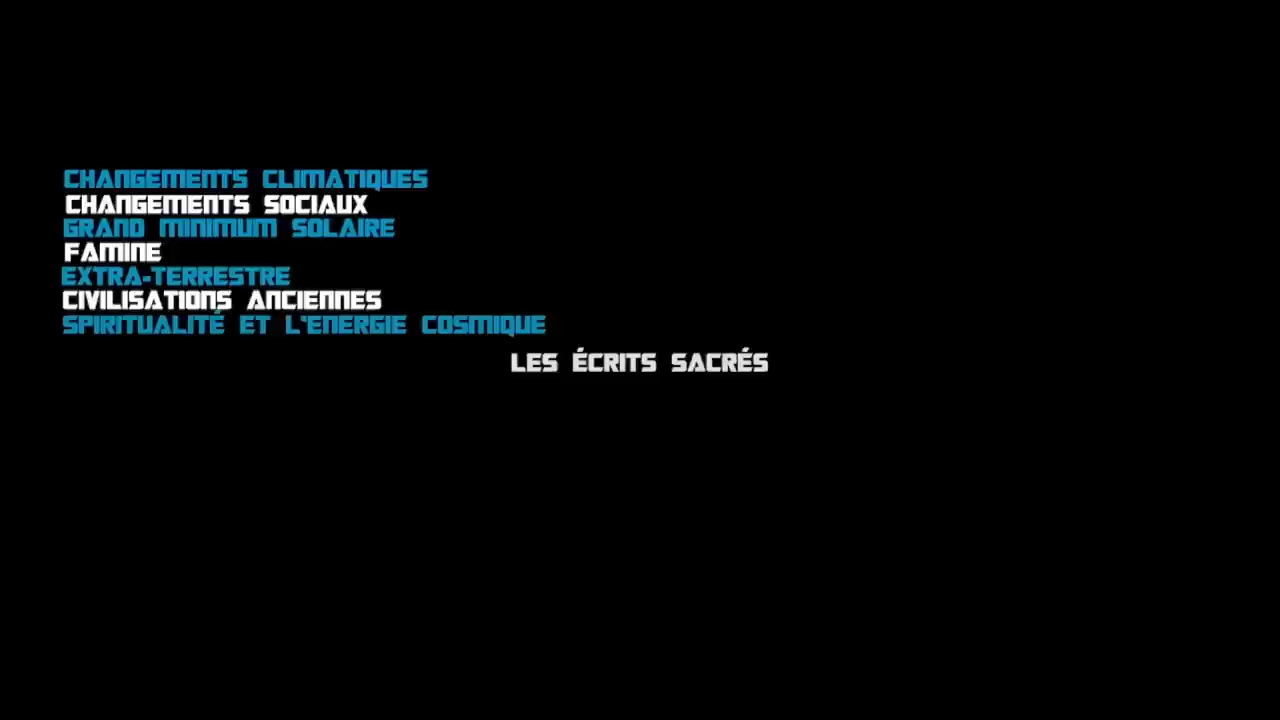 CHANGEMENTS CLIMATIQUES
CHANGEMENTS SOCIAUX
GRAND MINIMUM SOLAIRE
FAMINE
EXTRA-TERRESTRE
CIVILISATIONS ANCIENNES
SPIRITUALITÉ ET L'ENERGIE COSMIQUE
LES ÉCRITS SACRÉS